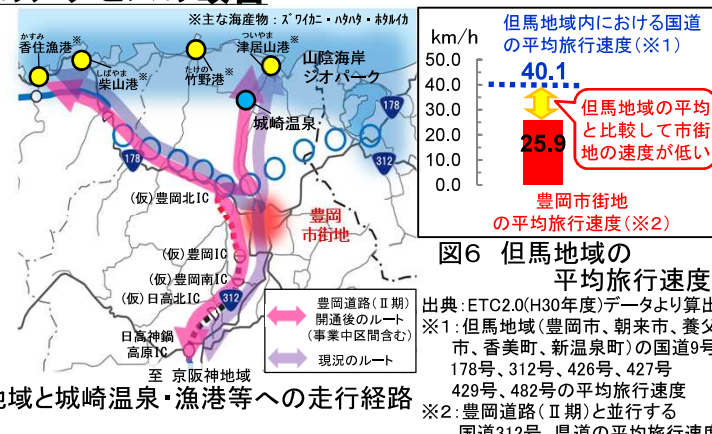 ※主な海産物：ズワイカニ・ハタハタ・ホタルイカ
かすみ
香住漁港※
しばやま
柴山港※
たけの
竹野港※
ついやま
津居山港※
山陰海岸
ジオパーク
城崎温泉
178
178
312
(仮)豊岡北IC
豊岡
市街地
(仮)豊岡IC
(仮)豊岡南IC
(仮)日高北IC
312
日高神鍋
高原IC
至 京阪神地域
豊岡道路(Ⅱ期)
開通後のルート
(事業中区間含む)
現況のルート
地域と城崎温泉・漁港等への走行経路
但馬地域内における国道
の平均旅行速度(※1)
km/h
50.0
40.0
30.0
20.0
10.0
0.0
40.1
25.9
但馬地域の平均
と比較して市街
地の速度が低い
豊岡市街地
の平均旅行速度(※2)
図6 但馬地域の
平均旅行速度
出典：ETC2.0(H30年度)データより算出
※1：但馬地域(豊岡市、朝来市、養父
市、香美町、新温泉町)の国道9号
178号、312号、426号、427号
429号、482号の平均旅行速度
※2：豊岡道路(Ⅱ期)と並行する
国道312号、県道の平均旅行速度